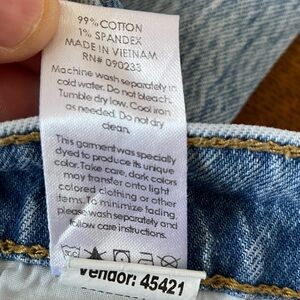 99% COTTON
1% SPANDEX
MADE IN VIETNAM
RN# 090233
Machine wash separately in
cold water. Do not bleach.
Tumble dry low. Cool iron
as needed. Do not dry
clean.
This garment was specially
dyed to produce its unique
color. Take care, dark colors
may transfer onto light
colored clothing or other
items. To minimize fading,
please wash separately and
follow care instructions.
Vendor: 45421